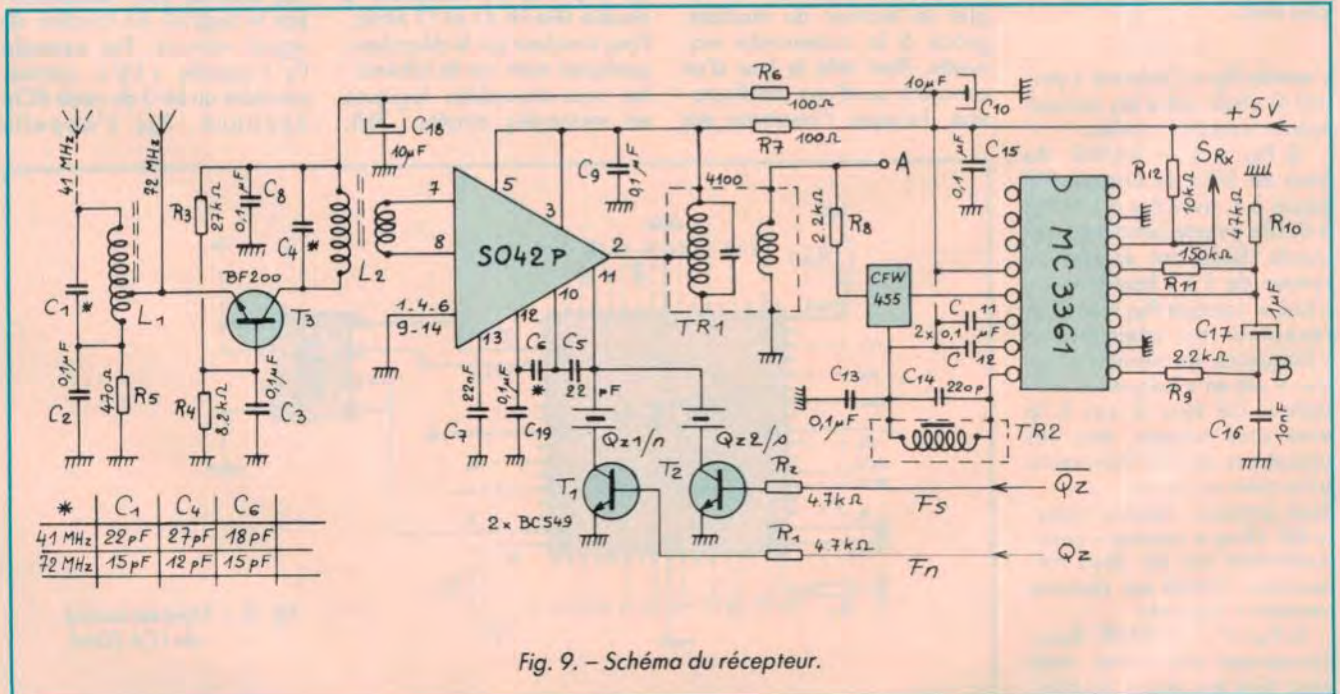 41 MHz
72 MHz
R3
27kΩ
C8
0,1µF
C4
*
L2
C18
10µF
C1
*
L1
BF200
T3
C2
0,1µF
470Ω
R5
R4
8.2kΩ
0,1µF
C3
7
8
5
3
SO42P
2
11
10
12
13
1.4.6
9-14
22nF
C7
0,1µF
C19
C6
*
C5
22 pF
C9
0,1µF
R6
100Ω
R7
100Ω
4100
TR1
A
2.2kΩ
R8
CFW
455
10µF
C10
C15
0,1µF
+5V
R12
10kΩ
SRx
47kΩ
R10
150kΩ
R11
1µF
C17
2.2kΩ
R9
B
C16
10nF
MC3361
C11
2x 0,1 µF
C12
C13
0,1µF
C14
220p
TR2
Qz1/n
Qz2/s
T1
T2
2 x BC549
R2
4.7kΩ
Fs
Q̅z̅
R1
4.7kΩ
Fn
Qz
* C1 C4 C6
41 MHz 22pF 27pF 18pF
72 MHz 15pF 12pF 15pF
Fig. 9. – Schéma du récepteur.